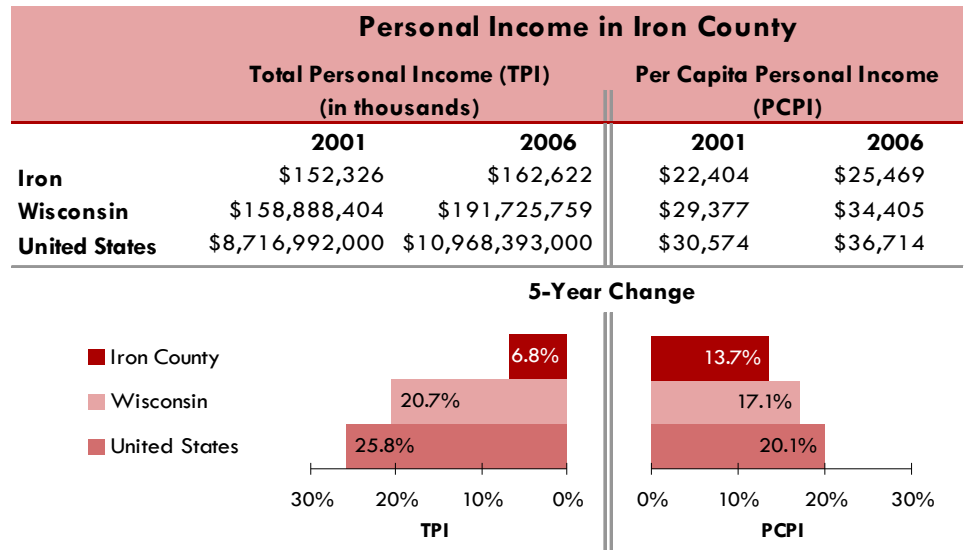 Personal Income in Iron County
Total Personal Income (TPI) Per Capita Personal Income
(in thousands) (PCPI)
2001 2006 2001 2006
Iron $152,326 $162,622 $22,404 $25,469
Wisconsin $158,888,404 $191,725,759 $29,377 $34,405
United States $8,716,992,000 $10,968,393,000 $30,574 $36,714
5-Year Change
Iron County 6.8% 13.7%
Wisconsin 20.7% 17.1%
United States 25.8% 20.1%
30% 20% 10% 0% 0% 10% 20% 30%
TPI PCPI